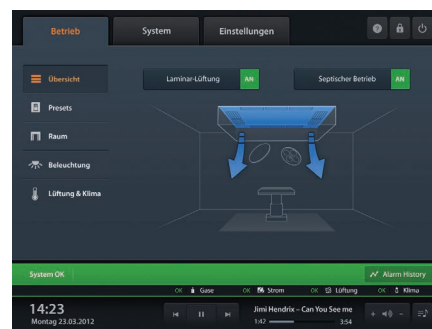 Betrieb
System
Einstellungen
Übersicht
Presets
Raum
Beleuchtung
Lüftung & Klima
Laminar-Lüftung AN
Septischer Betrieb AN
System OK
Alarm History
OK Gase OK Strom OK Lüftung OK Klima
14:23
Montag 23.03.2012
Jimi Hendrix – Can You See me
1:42 3:54